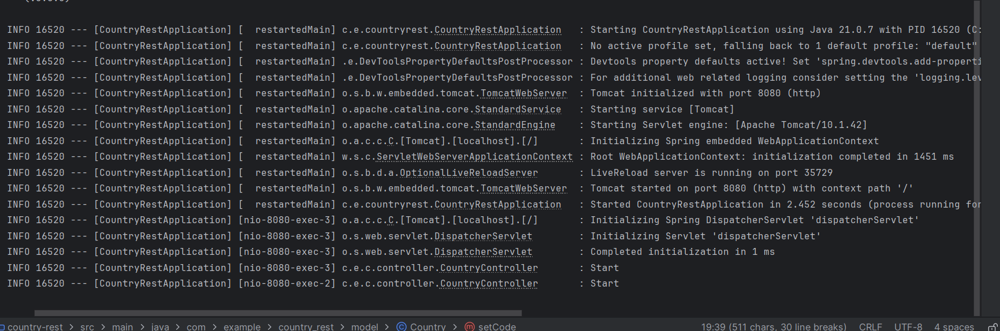 INFO 16520 --- [CountryRestApplication] [  restartedMain] c.e.countryrest.CountryRestApplication   : Starting CountryRestApplication using Java 21.0.7 with PID 16520 (C:
INFO 16520 --- [CountryRestApplication] [  restartedMain] c.e.countryrest.CountryRestApplication   : No active profile set, falling back to 1 default profile: "default"
INFO 16520 --- [CountryRestApplication] [  restartedMain] .e.DevToolsPropertyDefaultsPostProcessor : Devtools property defaults active! Set 'spring.devtools.add-properti
INFO 16520 --- [CountryRestApplication] [  restartedMain] .e.DevToolsPropertyDefaultsPostProcessor : For additional web related logging consider setting the 'logging.lev
INFO 16520 --- [CountryRestApplication] [  restartedMain] o.s.b.w.embedded.tomcat.TomcatWebServer  : Tomcat initialized with port 8080 (http)
INFO 16520 --- [CountryRestApplication] [  restartedMain] o.apache.catalina.core.StandardService   : Starting service [Tomcat]
INFO 16520 --- [CountryRestApplication] [  restartedMain] o.apache.catalina.core.StandardEngine    : Starting Servlet engine: [Apache Tomcat/10.1.42]
INFO 16520 --- [CountryRestApplication] [  restartedMain] o.a.c.c.C.[Tomcat].[localhost].[/]       : Initializing Spring embedded WebApplicationContext
INFO 16520 --- [CountryRestApplication] [  restartedMain] w.s.c.ServletWebServerApplicationContext : Root WebApplicationContext: initialization completed in 1451 ms
INFO 16520 --- [CountryRestApplication] [  restartedMain] o.s.b.d.a.OptionalLiveReloadServer       : LiveReload server is running on port 35729
INFO 16520 --- [CountryRestApplication] [  restartedMain] o.s.b.w.embedded.tomcat.TomcatWebServer  : Tomcat started on port 8080 (http) with context path '/'
INFO 16520 --- [CountryRestApplication] [  restartedMain] c.e.countryrest.CountryRestApplication   : Started CountryRestApplication in 2.452 seconds (process running for
INFO 16520 --- [CountryRestApplication] [nio-8080-exec-3] o.a.c.c.C.[Tomcat].[localhost].[/]       : Initializing Spring DispatcherServlet 'dispatcherServlet'
INFO 16520 --- [CountryRestApplication] [nio-8080-exec-3] o.s.web.servlet.DispatcherServlet        : Initializing Servlet 'dispatcherServlet'
INFO 16520 --- [CountryRestApplication] [nio-8080-exec-3] o.s.web.servlet.DispatcherServlet        : Completed initialization in 1 ms
INFO 16520 --- [CountryRestApplication] [nio-8080-exec-3] c.e.c.controller.CountryController       : Start
INFO 16520 --- [CountryRestApplication] [nio-8080-exec-2] c.e.c.controller.CountryController       : Start
country-rest > src > main > java > com > example > country_rest > model > Country > setCode 19:39 (511 chars, 30 line breaks) CRLF UTF-8 4 spaces